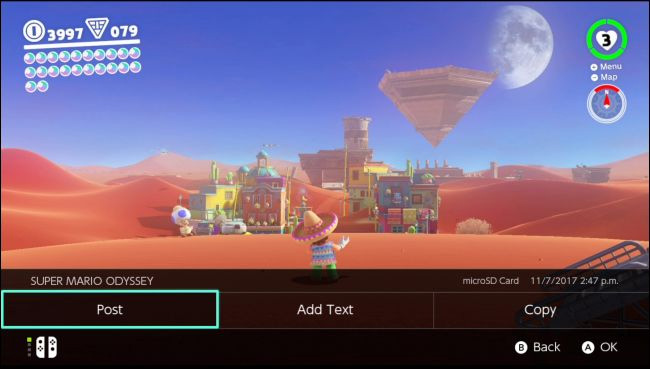 3997 079
3
+ Menu
- Map
N
SUPER MARIO ODYSSEY
microSD Card 11/7/2017 2:47 p.m.
Post
Add Text
Copy
B Back
A OK